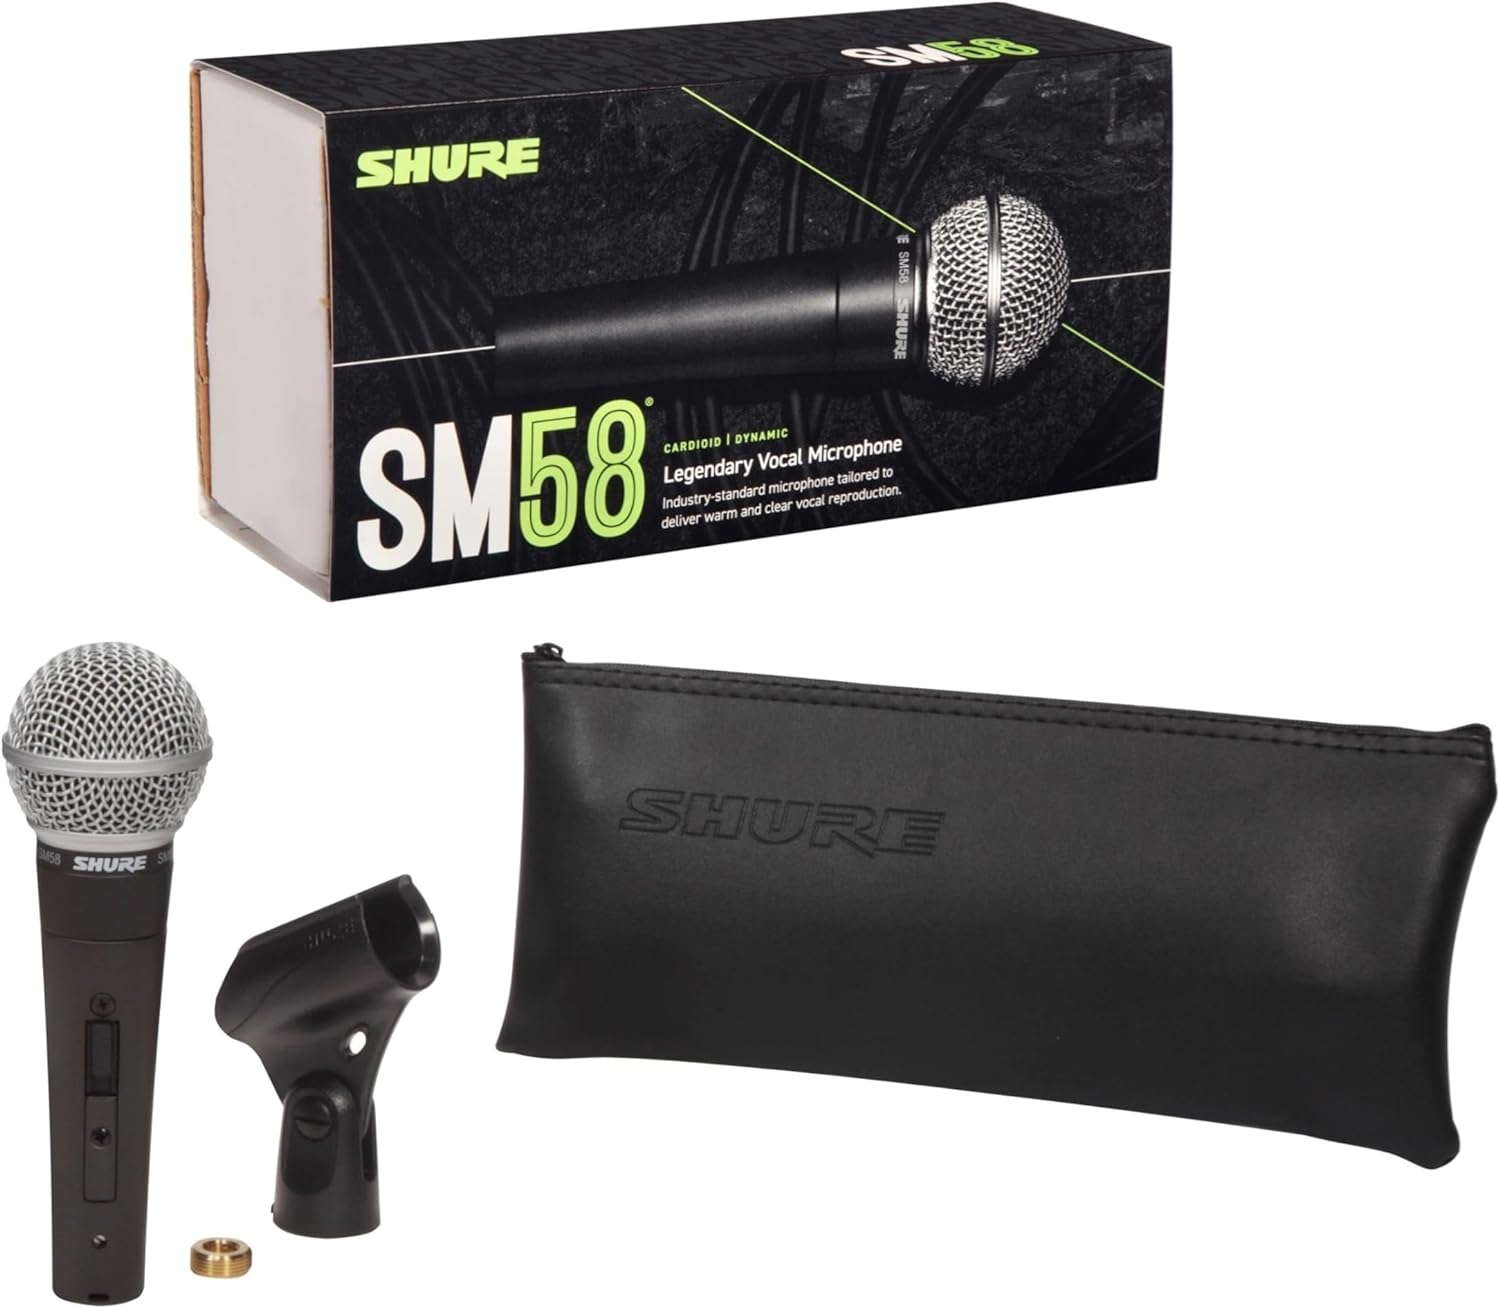 SM58
SHURE
SM58 SHURE
SM58®
CARDIOID | DYNAMIC
Legendary Vocal Microphone
Industry-standard microphone tailored to
deliver warm and clear vocal reproduction.
SM58 SHURE SM
SHURE
SHURE